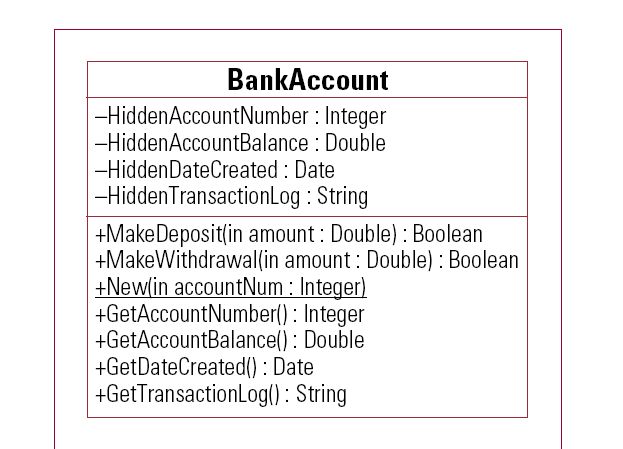 BankAccount
–HiddenAccountNumber : Integer
–HiddenAccountBalance : Double
–HiddenDateCreated : Date
–HiddenTransactionLog : String
+MakeDeposit(in amount : Double) : Boolean
+MakeWithdrawal(in amount : Double) : Boolean
+New(in accountNum : Integer)
+GetAccountNumber() : Integer
+GetAccountBalance() : Double
+GetDateCreated() : Date
+GetTransactionLog() : String